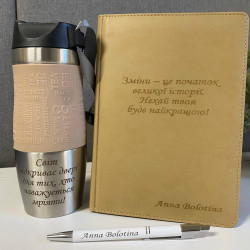 Світ
відкриває двері
для тих, хто
наважується
мріяти!
Зміни – це початок
великої історії.
Нехай твоя
буде найкращою!
Anna Bolotina
Anna Bolotina